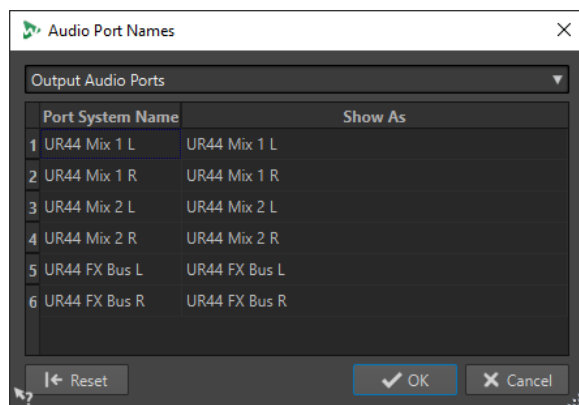 Audio Port Names
Output Audio Ports
Port System Name Show As
1 UR44 Mix 1 L UR44 Mix 1 L
2 UR44 Mix 1 R UR44 Mix 1 R
3 UR44 Mix 2 L UR44 Mix 2 L
4 UR44 Mix 2 R UR44 Mix 2 R
5 UR44 FX Bus L UR44 FX Bus L
6 UR44 FX Bus R UR44 FX Bus R
Reset OK Cancel
?